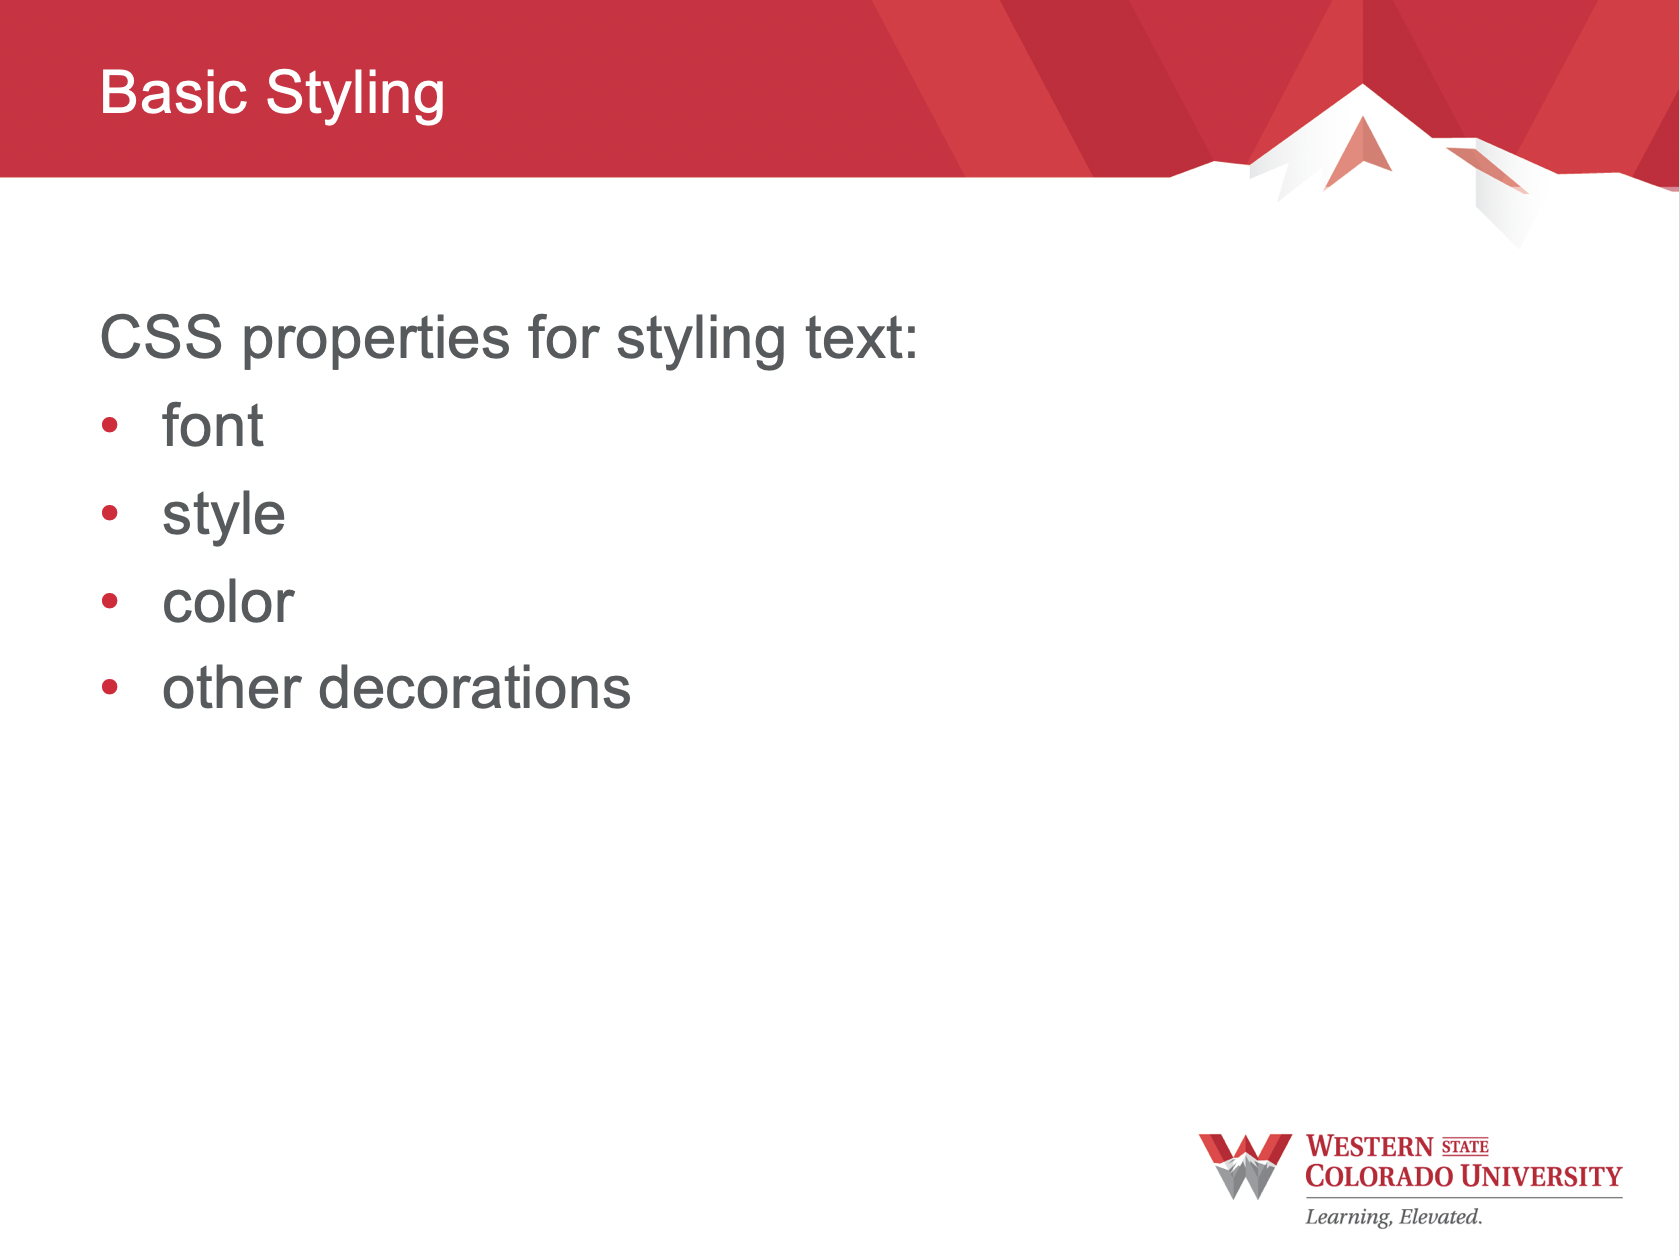 Basic Styling
CSS properties for styling text:
• font
• style
• color
• other decorations
WESTERN STATE
COLORADO UNIVERSITY
Learning, Elevated.